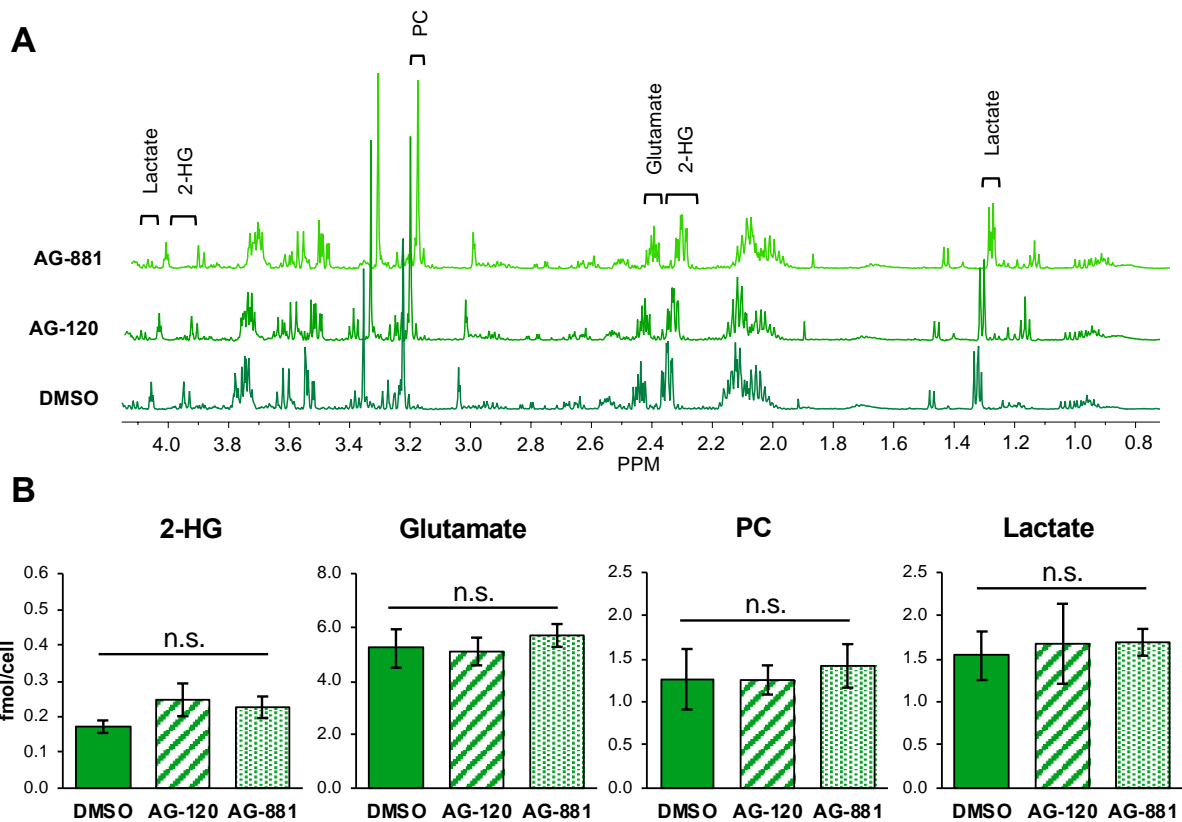 A
PC
Lactate
2-HG
Glutamate
2-HG
Lactate
AG-881
AG-120
DMSO
4.0 3.8 3.6 3.4 3.2 3.0 2.8 2.6 2.4 2.2 2.0 1.8 1.6 1.4 1.2 1.0 0.8
PPM
B
2-HG
fmol/cell
0.6
0.5
0.4
0.3
0.2
0.1
0.0
n.s.
DMSO AG-120 AG-881
Glutamate
8.0
6.0
4.0
2.0
0.0
n.s.
DMSO AG-120 AG-881
PC
2.5
2.0
1.5
1.0
0.5
0.0
n.s.
DMSO AG-120 AG-881
Lactate
2.5
2.0
1.5
1.0
0.5
0.0
n.s.
DMSO AG-120 AG-881